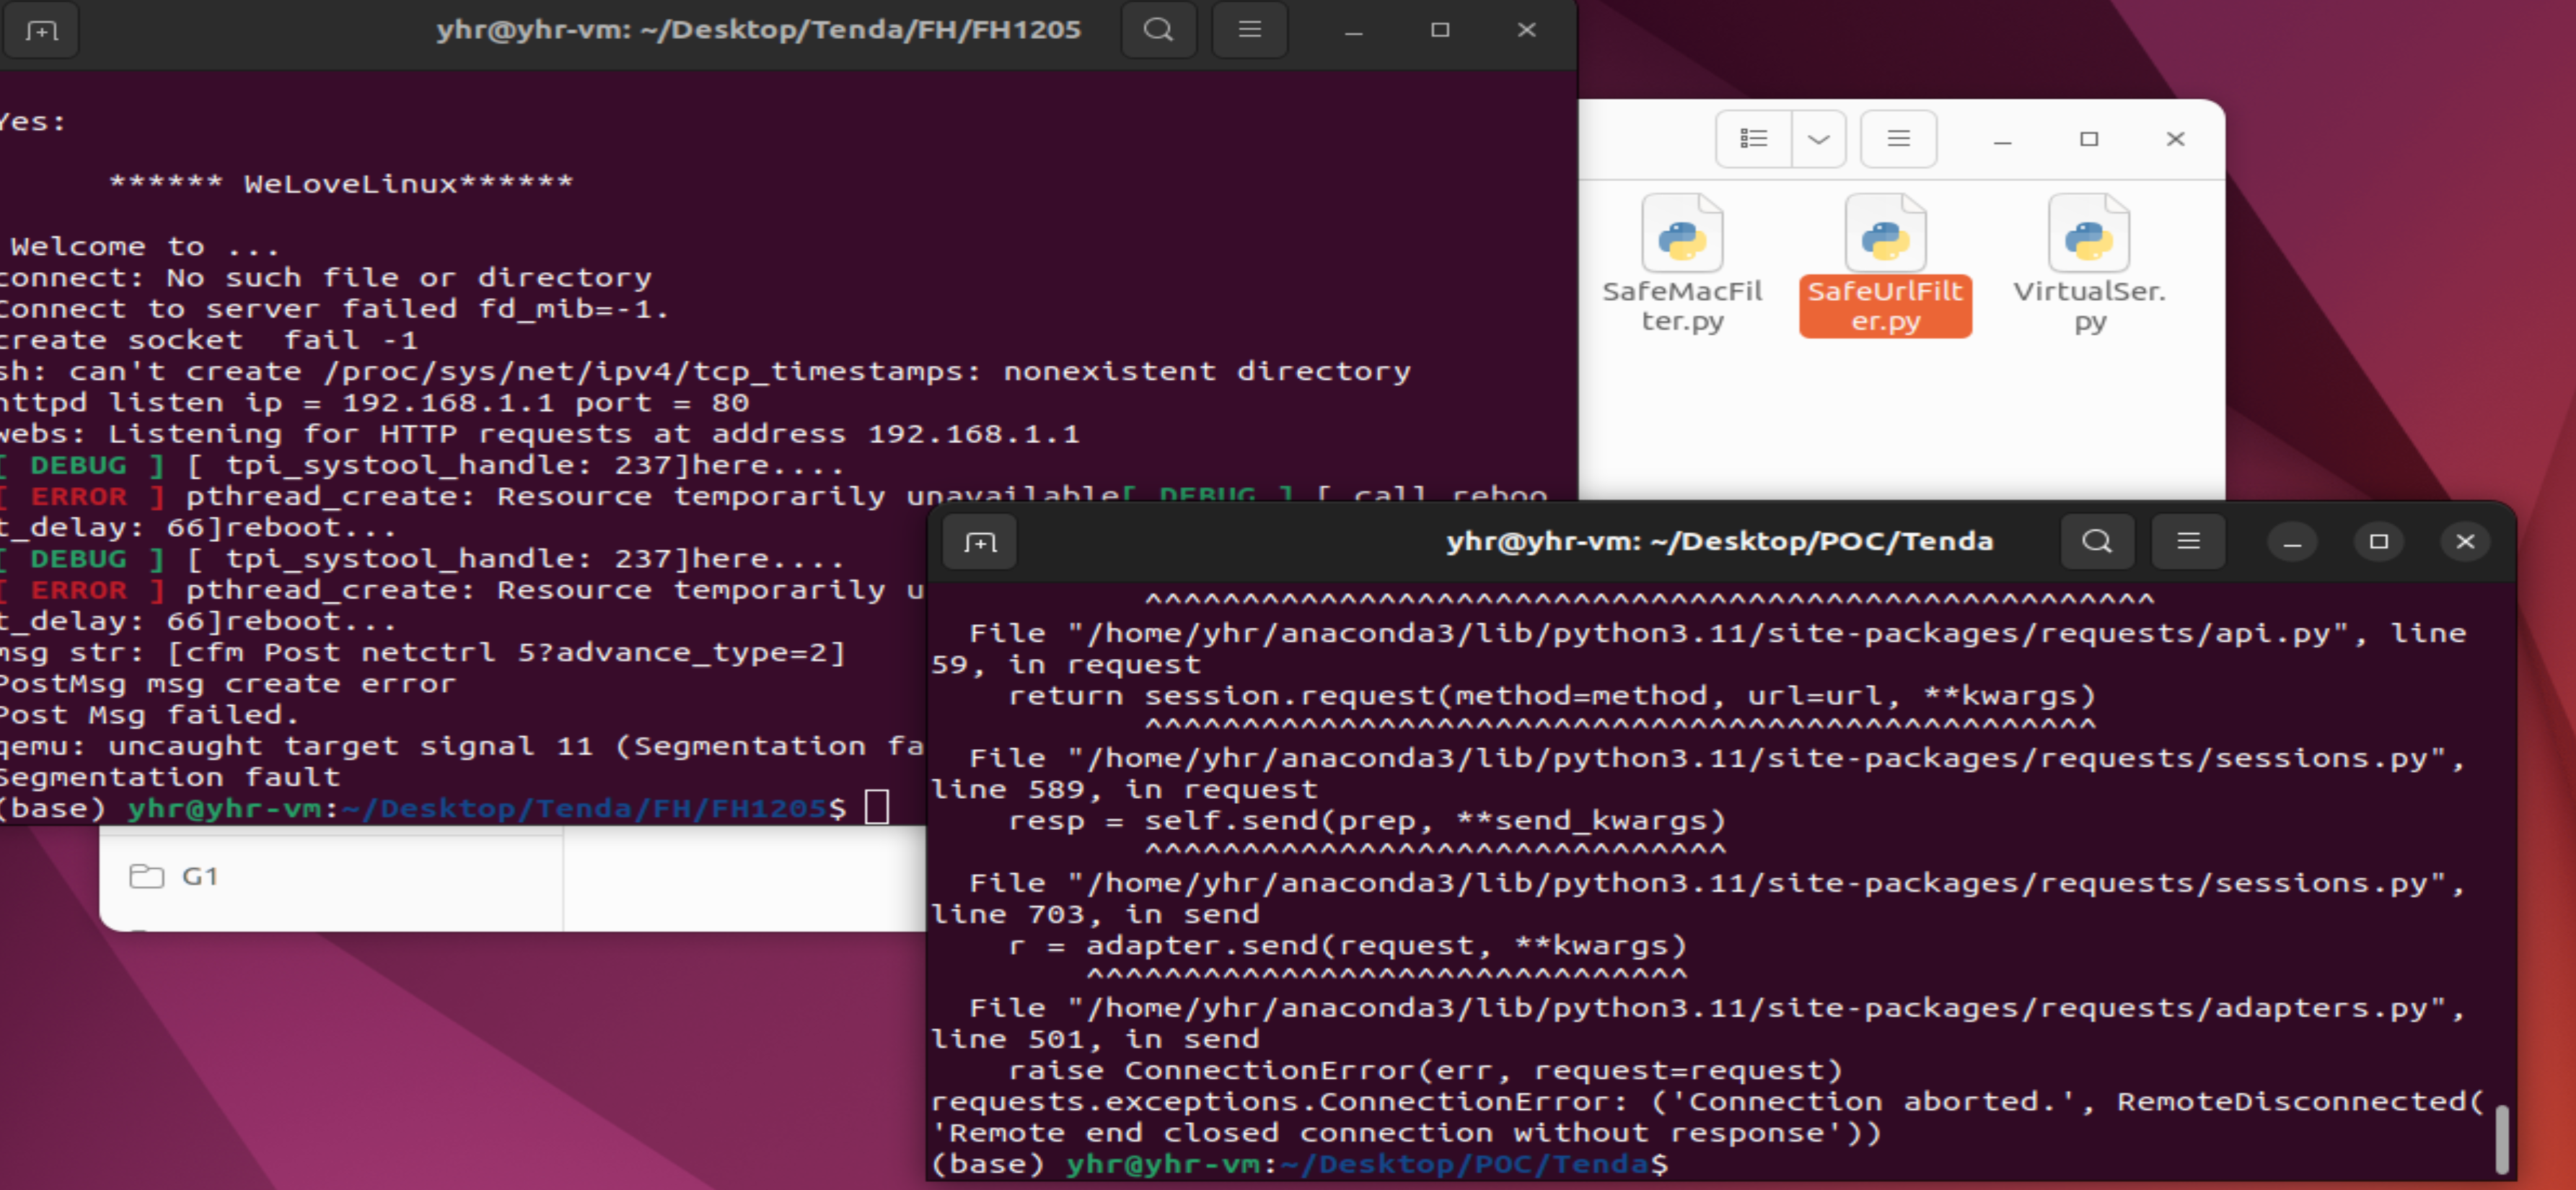 yhr@yhr-vm: ~/Desktop/Tenda/FH/FH1205
Yes:
****** WeLoveLinux******
Welcome to ...
connect: No such file or directory
Connect to server failed fd_mib=-1.
create socket  fail -1
sh: can't create /proc/sys/net/ipv4/tcp_timestamps: nonexistent directory
httpd listen ip = 192.168.1.1 port = 80
webs: Listening for HTTP requests at address 192.168.1.1
[ DEBUG ] [ tpi_systool_handle: 237]here....
[ ERROR ] pthread_create: Resource temporarily unavailable[ DEBUG ] [ call_reboo
t_delay: 66]reboot...
[ DEBUG ] [ tpi_systool_handle: 237]here....
[ ERROR ] pthread_create: Resource temporarily u
t_delay: 66]reboot...
msg str: [cfm Post netctrl 5?advance_type=2]
PostMsg msg create error
Post Msg failed.
qemu: uncaught target signal 11 (Segmentation fa
Segmentation fault
(base) yhr@yhr-vm:~/Desktop/Tenda/FH/FH1205$
SafeMacFil
ter.py
SafeUrlFilt
er.py
VirtualSer.
py
G1
yhr@yhr-vm: ~/Desktop/POC/Tenda
^^^^^^^^^^^^^^^^^^^^^^^^^^^^^^^^^^^^^^^^^^^^^^^^^^^^
File "/home/yhr/anaconda3/lib/python3.11/site-packages/requests/api.py", line
59, in request
return session.request(method=method, url=url, **kwargs)
^^^^^^^^^^^^^^^^^^^^^^^^^^^^^^^^^^^^^^^^^^^^^^^^^
File "/home/yhr/anaconda3/lib/python3.11/site-packages/requests/sessions.py",
line 589, in request
resp = self.send(prep, **send_kwargs)
^^^^^^^^^^^^^^^^^^^^^^^^^^^^^^
File "/home/yhr/anaconda3/lib/python3.11/site-packages/requests/sessions.py",
line 703, in send
r = adapter.send(request, **kwargs)
^^^^^^^^^^^^^^^^^^^^^^^^^^^^^^^
File "/home/yhr/anaconda3/lib/python3.11/site-packages/requests/adapters.py",
line 501, in send
raise ConnectionError(err, request=request)
requests.exceptions.ConnectionError: ('Connection aborted.', RemoteDisconnected(
'Remote end closed connection without response'))
(base) yhr@yhr-vm:~/Desktop/POC/Tenda$